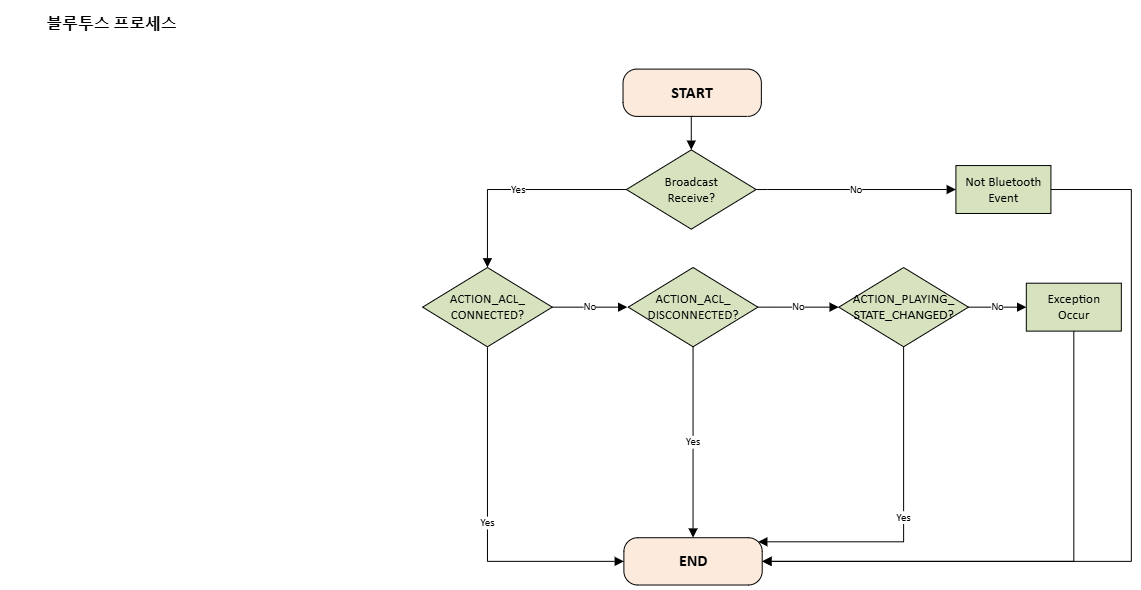 블루투스 프로세스
START
Broadcast
Receive?
Yes
No
Not Bluetooth
Event
ACTION_ACL_
CONNECTED?
No
ACTION_ACL_
DISCONNECTED?
No
ACTION_PLAYING_
STATE_CHANGED?
No
Exception
Occur
Yes
Yes
Yes
END